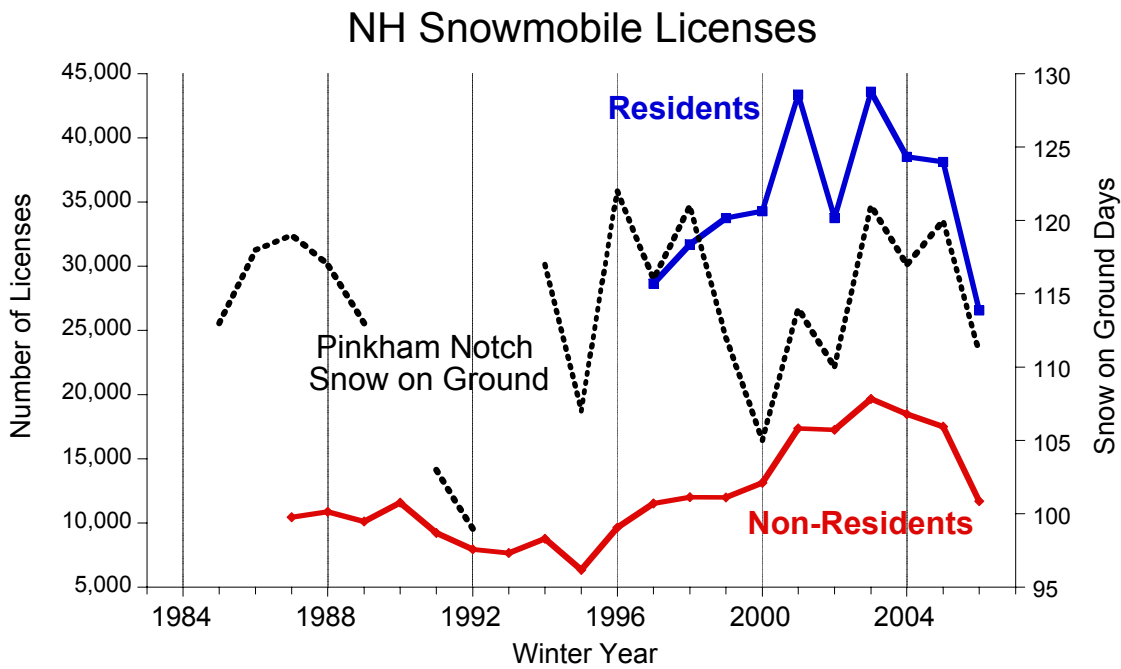 NH Snowmobile Licenses
45,000
40,000
35,000
30,000
25,000
20,000
15,000
10,000
5,000
Number of Licenses
130
125
120
115
110
105
100
95
Snow on Ground Days
Residents
Pinkham Notch
Snow on Ground
Non-Residents
1984 1988 1992 1996 2000 2004
Winter Year